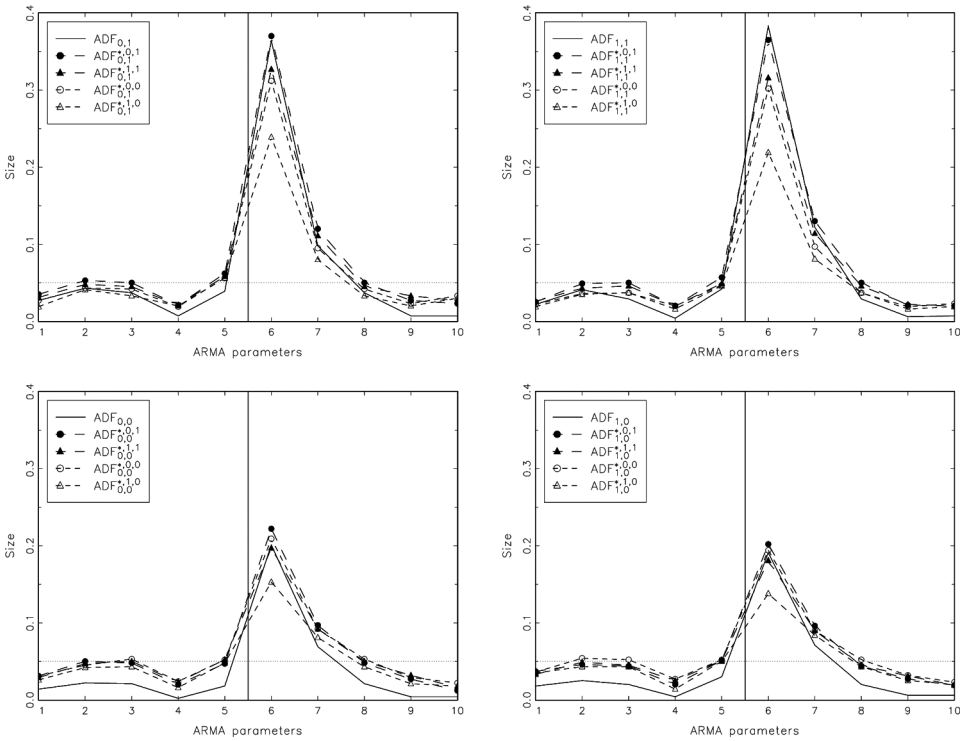 ADF0,1
ADF*,0,1 0,1
ADF*,1,1 0,1
ADF*,0,0 0,1
ADF*,1,0 0,1
Size
0.0 0.1 0.2 0.3 0.4
1 2 3 4 5 6 7 8 9 10
ARMA parameters
ADF1,1
ADF*,0,1 1,1
ADF*,1,1 1,1
ADF*,0,0 1,1
ADF*,1,0 1,1
Size
0.0 0.1 0.2 0.3 0.4
1 2 3 4 5 6 7 8 9 10
ARMA parameters
ADF0,0
ADF*,0,1 0,0
ADF*,1,1 0,0
ADF*,0,0 0,0
ADF*,1,0 0,0
Size
0.0 0.1 0.2 0.3 0.4
1 2 3 4 5 6 7 8 9 10
ARMA parameters
ADF1,0
ADF*,0,1 1,0
ADF*,1,1 1,0
ADF*,0,0 1,0
ADF*,1,0 1,0
Size
0.0 0.1 0.2 0.3 0.4
1 2 3 4 5 6 7 8 9 10
ARMA parameters